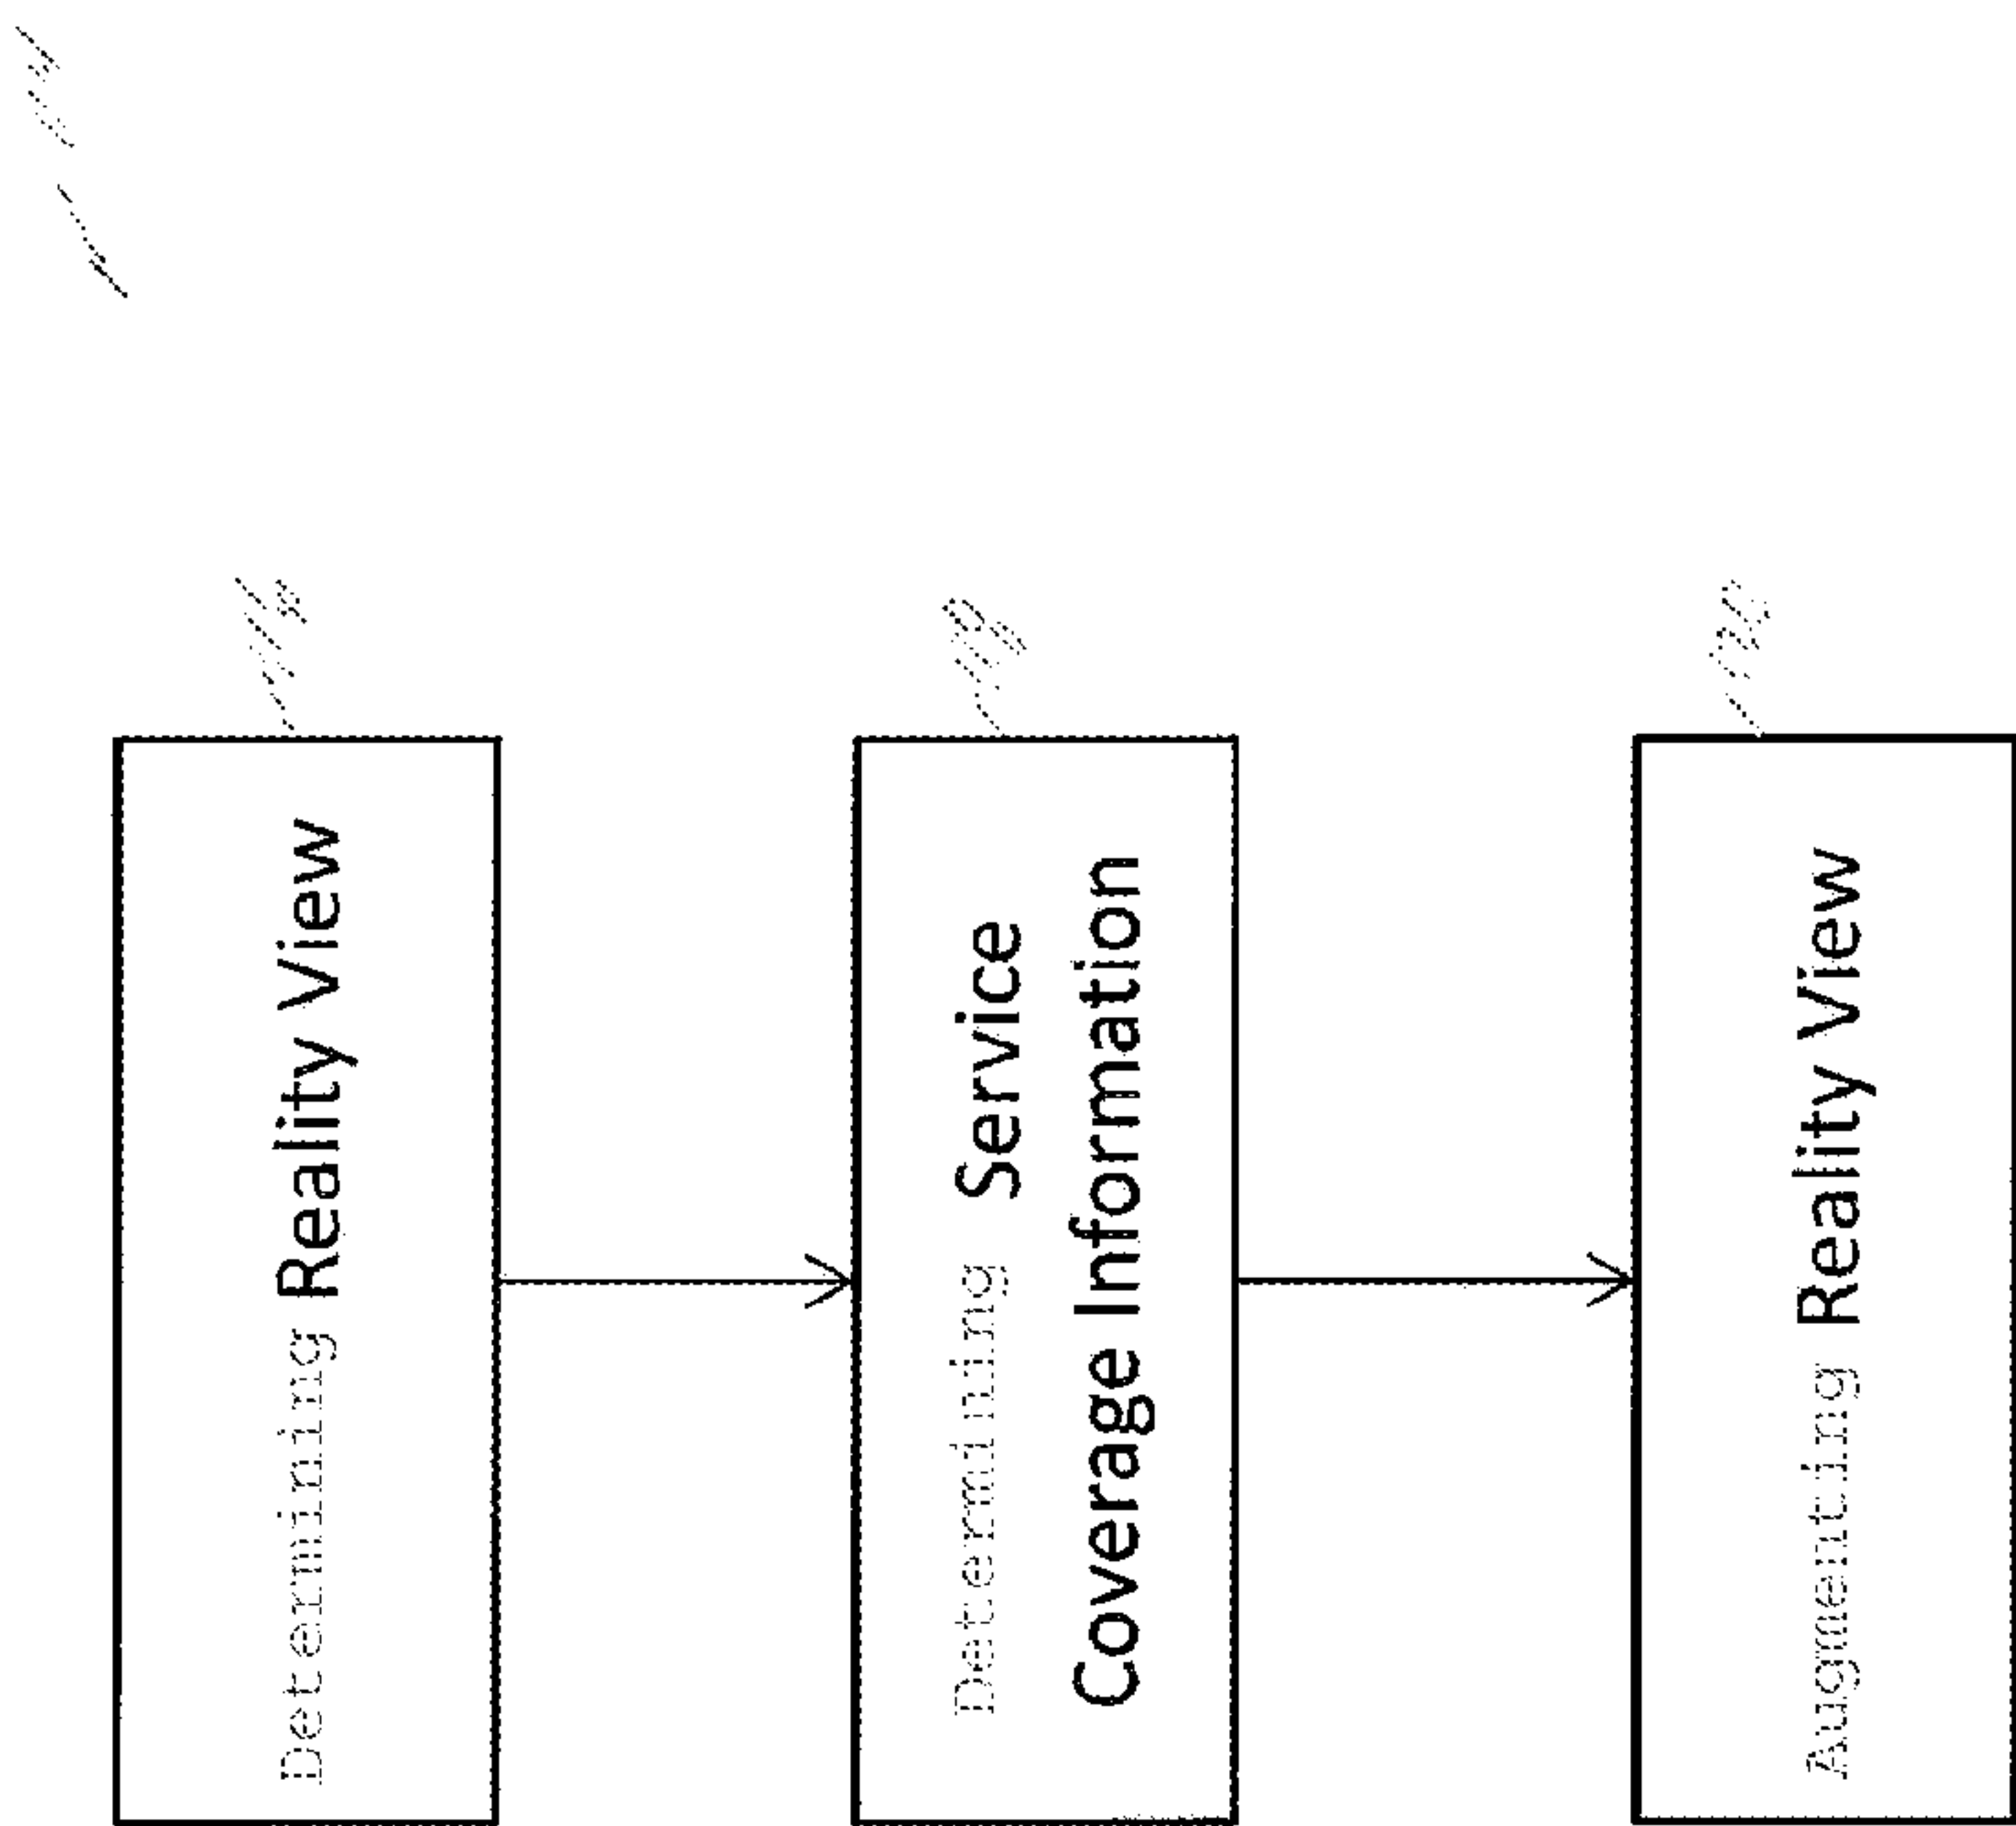 Determining Reality View
Determining Service
Coverage Information
Augmenting Reality View